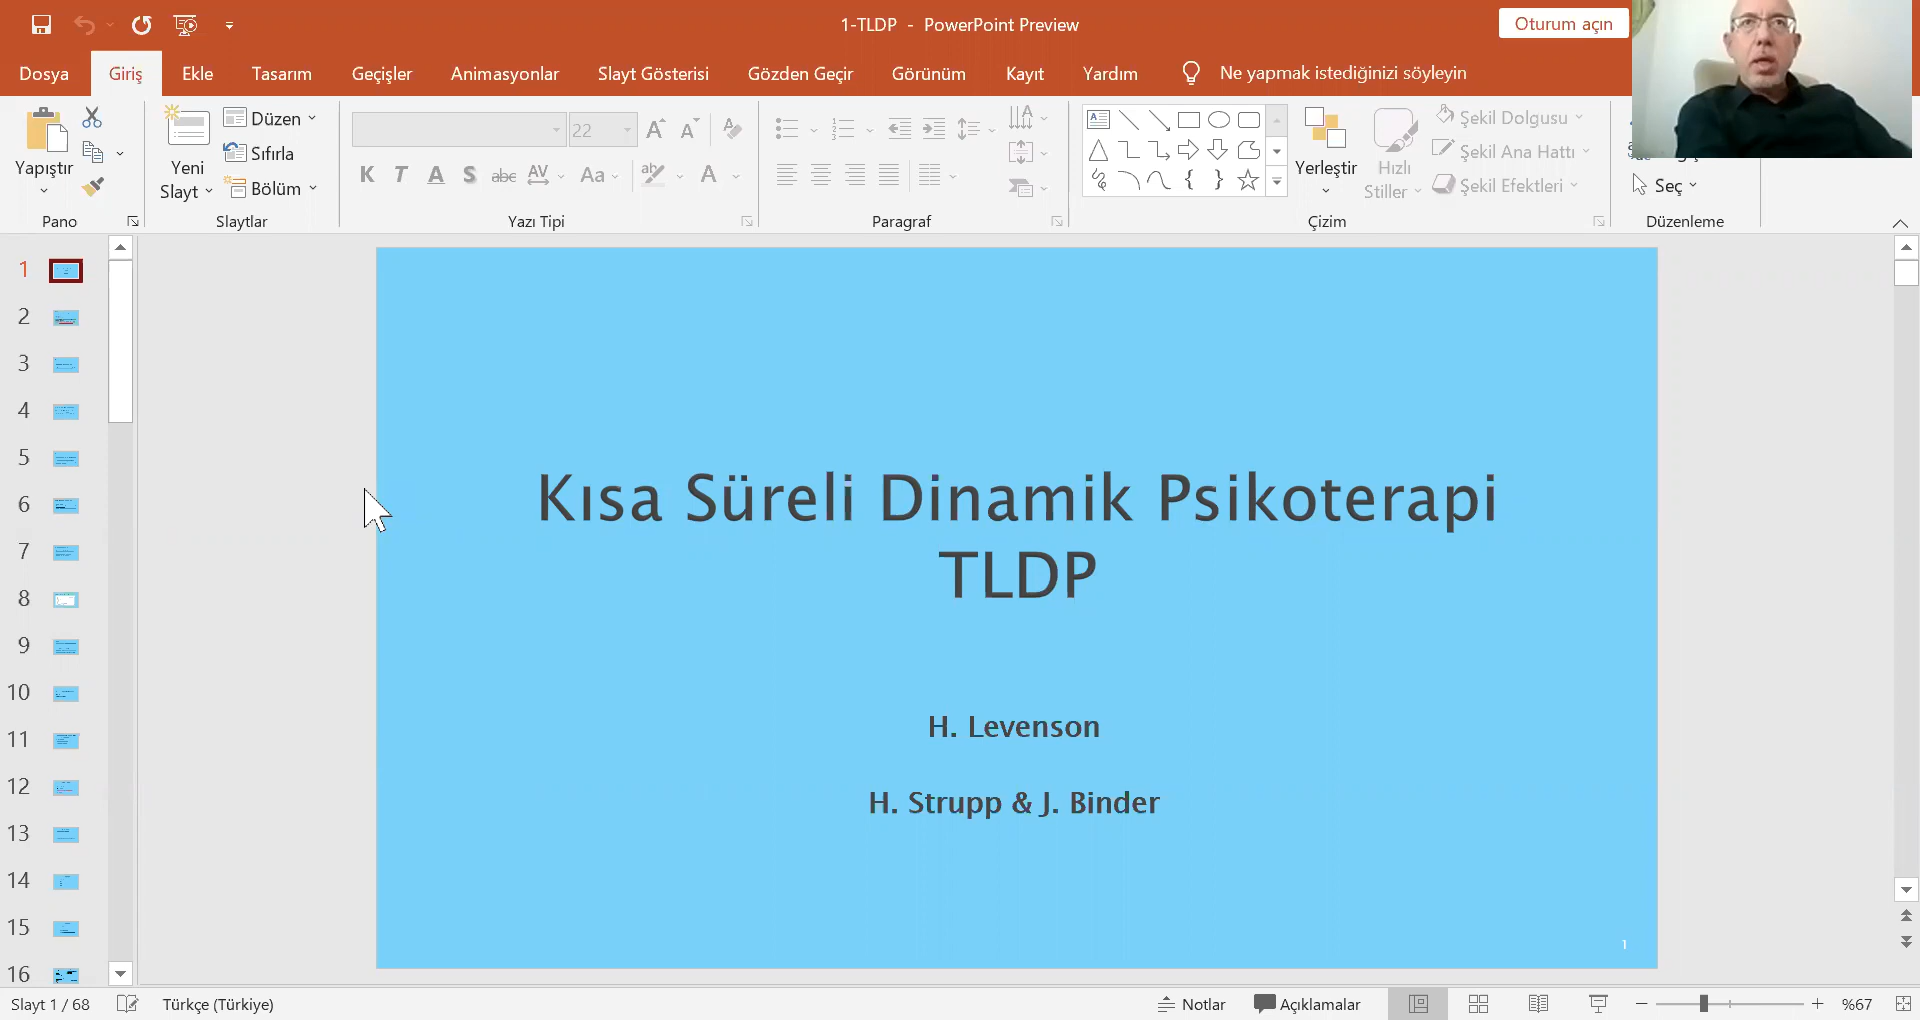 1-TLDP - PowerPoint Preview
Oturum açın
Dosya Giriş Ekle Tasarım Geçişler Animasyonlar Slayt Gösterisi Gözden Geçir Görünüm Kayıt Yardım Ne yapmak istediğinizi söyleyin
Yapıştır
Pano
Yeni
Slayt
Düzen
Sıfırla
Bölüm
Slaytlar
22
K T A S abc AV Aa A
Yazı Tipi
Paragraf
Yerleştir
Hızlı
Stiller
Şekil Dolgusu
Şekil Ana Hattı
Şekil Efektleri
Çizim
Seç
Düzenleme
1
2
3
4
5
6
7
8
9
10
11
12
13
14
15
16
Kısa Süreli Dinamik Psikoterapi
TLDP
H. Levenson
H. Strupp & J. Binder
1
Slayt 1 / 68 Türkçe (Türkiye) Notlar Açıklamalar %67